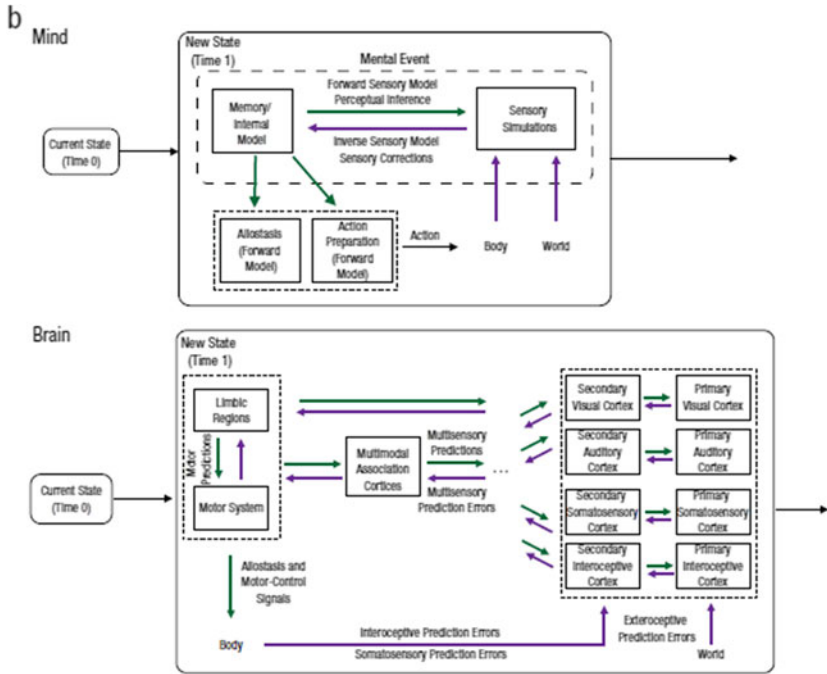 b
Mind
New State
(Time 1)
Mental Event
Forward Sensory Model
Perceptual Inference
Memory/
Internal
Model
Sensory
Simulations
Inverse Sensory Model
Sensory Corrections
Current State
(Time 0)
Allostasis
(Forward
Model)
Action
Preparation
(Forward
Model)
Action
Body
World
Brain
New State
(Time 1)
Limbic
Regions
Motor
Predictions
Motor System
Multimodal
Association
Cortices
Multisensory
Predictions
...
Multisensory
Prediction Errors
Secondary
Visual Cortex
Primary
Visual Cortex
Secondary
Auditory
Cortex
Primary
Auditory
Cortex
Secondary
Somatosensory
Cortex
Primary
Somatosensory
Cortex
Secondary
Interoceptive
Cortex
Primary
Interoceptive
Cortex
Current State
(Time 0)
Allostasis and
Motor-Control
Signals
Body
Interoceptive Prediction Errors
Somatosensory Prediction Errors
Exteroceptive
Prediction Errors
World